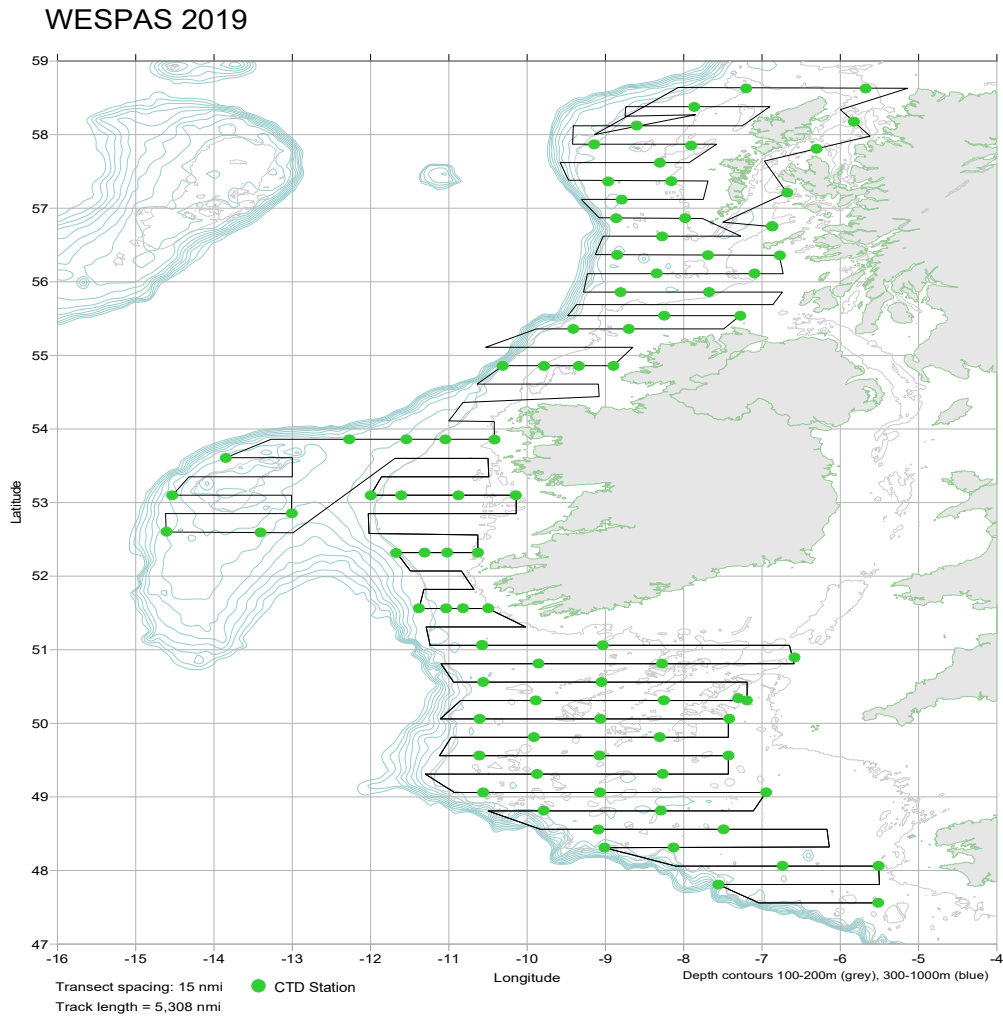 WESPAS 2019
59
58
57
56
55
54
53
52
51
50
49
48
47
Latitude
-16 -15 -14 -13 -12 -11 -10 -9 -8 -7 -6 -5 -4
Longitude
Depth contours 100-200m (grey), 300-1000m (blue)
Transect spacing: 15 nmi
CTD Station
Track length = 5,308 nmi